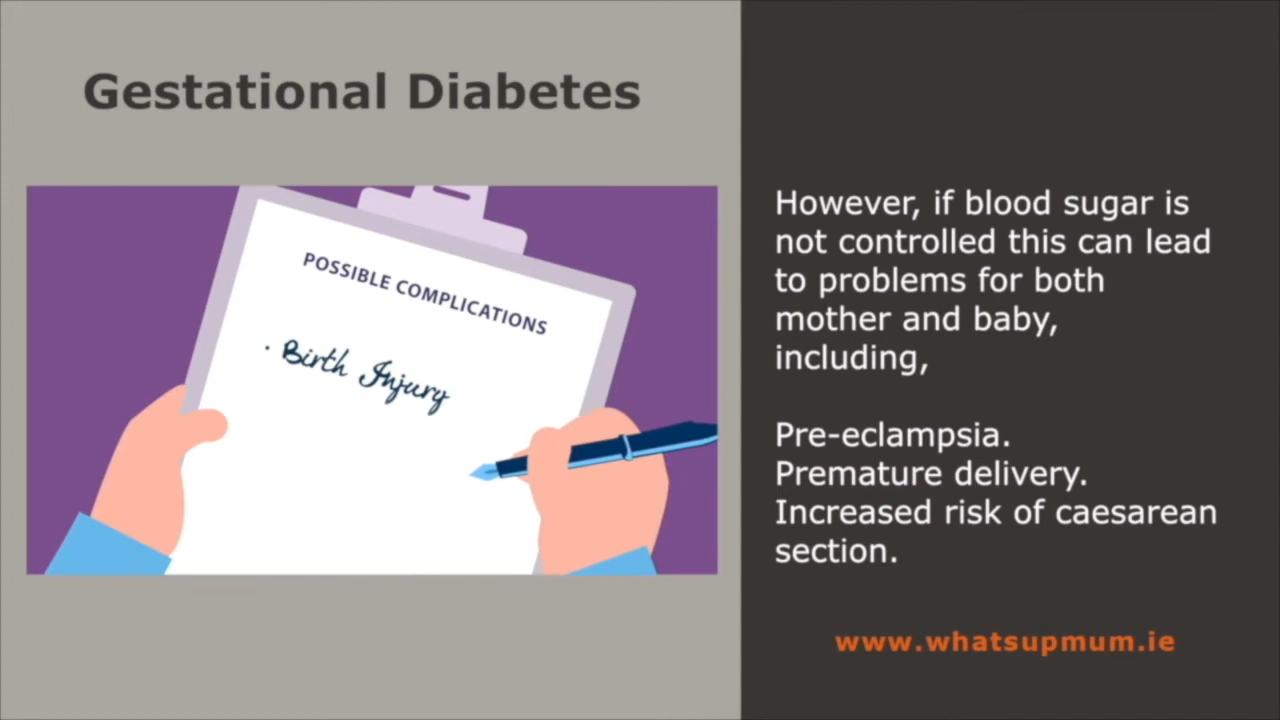 Gestational Diabetes
POSSIBLE COMPLICATIONS
· Birth Injury
However, if blood sugar is
not controlled this can lead
to problems for both
mother and baby,
including,
Pre-eclampsia.
Premature delivery.
Increased risk of caesarean
section.
www.whatsupmum.ie